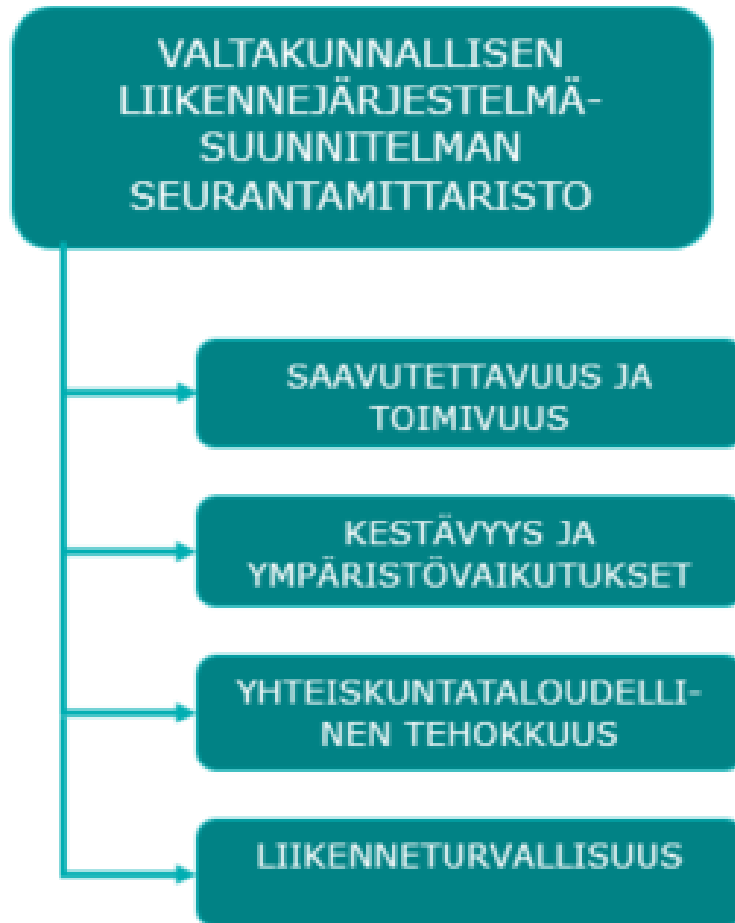 VALTAKUNNALLISEN
LIIKENNEJÄRJESTELMÄ-
SUUNNITELMAN
SEURANTAMITTARISTO
SAAVUTETTAVUUS JA
TOIMIVUUS
KESTÄVYYS JA
YMPÄRISTÖVAIKUTUKSET
YHTEISKUNTATALOUDELLI-
NEN TEHOKKUUS
LIIKENNETURVALLISUUS